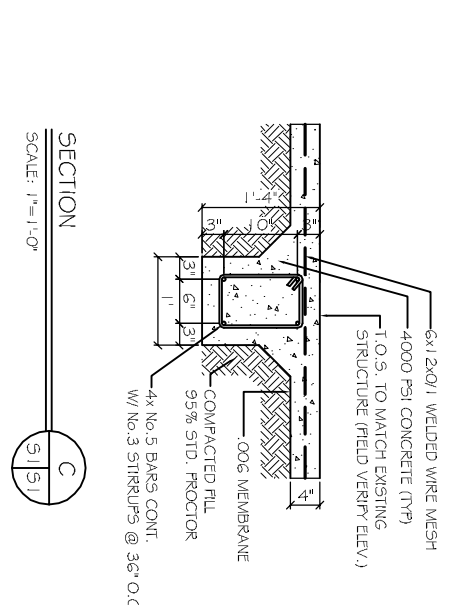 6x12x0/1 WELDED WIRE MESH
4000 PSI CONCRETE (TYP)
T.O.S. TO MATCH EXISTING
STRUCTURE (FIELD VERIFY ELEV.)
4"
1'-4"
3"
10"
3"
3"
6"
3"
1'
.006 MEMBRANE
COMPACTED FILL
95% STD. PROCTOR
4x No.5 BARS CONT.
W/ No.3 STIRRUPS @ 36" O.C
SECTION
SCALE: 1"=1'-0"
C
S1 S1